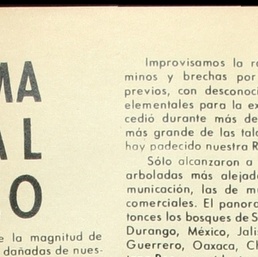 MA
AL
O
e la magnitud de
dañadas de nues-
Improvisamos la
minos y brechas por
previos, con desconoci
elementales para la ex
cedió durante más de
más grande de las tala
hay padecido nuestra R
Sólo alcanzaron a
arboladas más alejado
municación, las de m
comerciales. El panora
tonces los bosques de S
Durango, México, Jali
Guerrero, Oaxaca, Ch